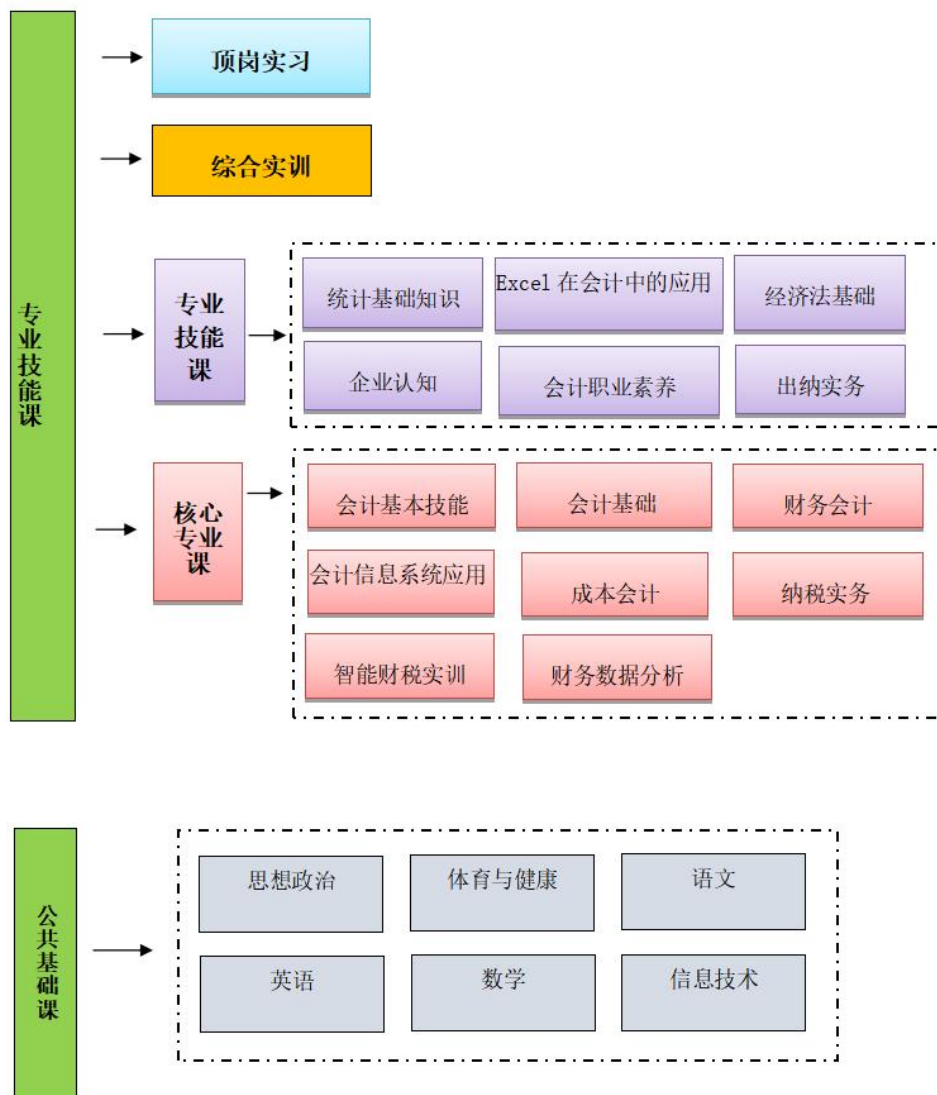 专业技能课
顶岗实习
综合实训
专业
技能
课
统计基础知识
Excel 在会计中的应用
经济法基础
企业认知
会计职业素养
出纳实务
核心
专业
课
会计基本技能
会计基础
财务会计
会计信息系统应用
成本会计
纳税实务
智能财税实训
财务数据分析
公共基础课
思想政治
体育与健康
语文
英语
数学
信息技术